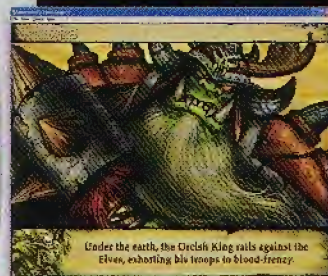 Under the earth, the Orcish King rails against the
Elves, exhorting his troops to blood-frenzy.